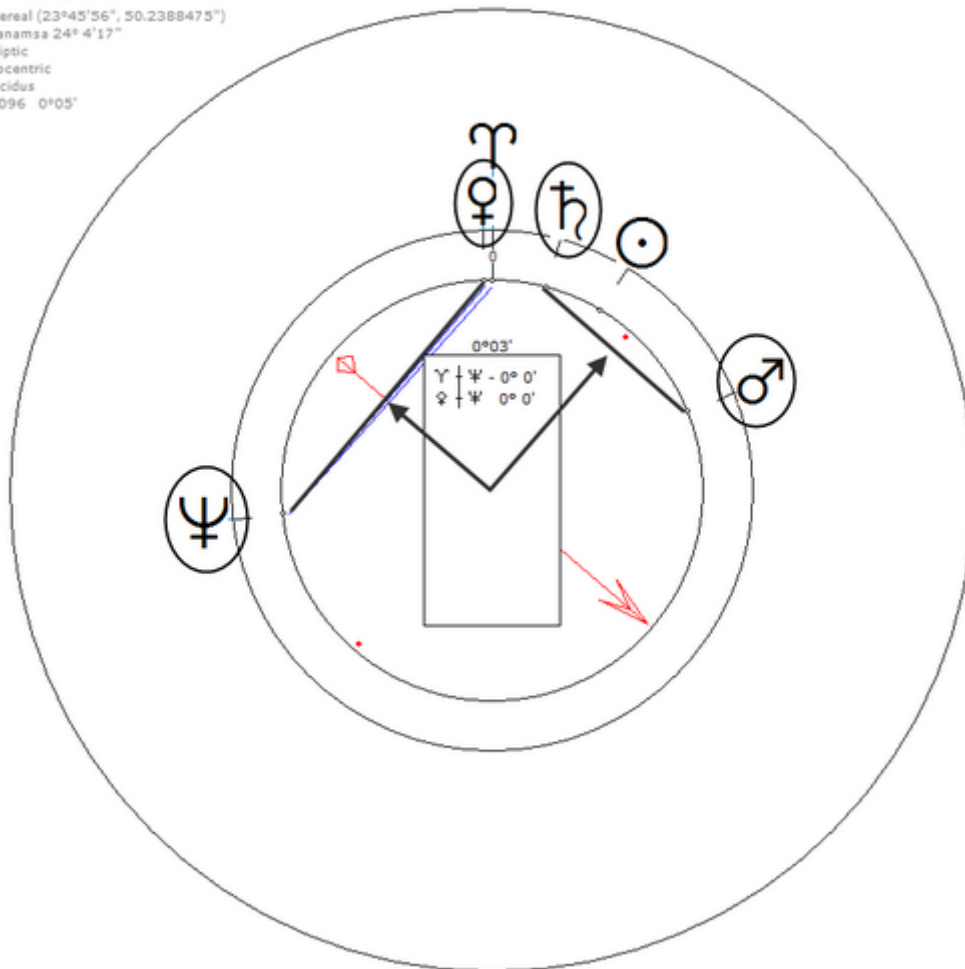 ereal (23°45'56", 50.2388475")
anamsa 24° 4'17"
iptic
ocentric
cidus
096 0°05'
♈
♀ ♄ ☉
0
0°03'
♈ ┼ ♆ - 0° 0'
♀ ┼ ♆ 0° 0'
♂
♆